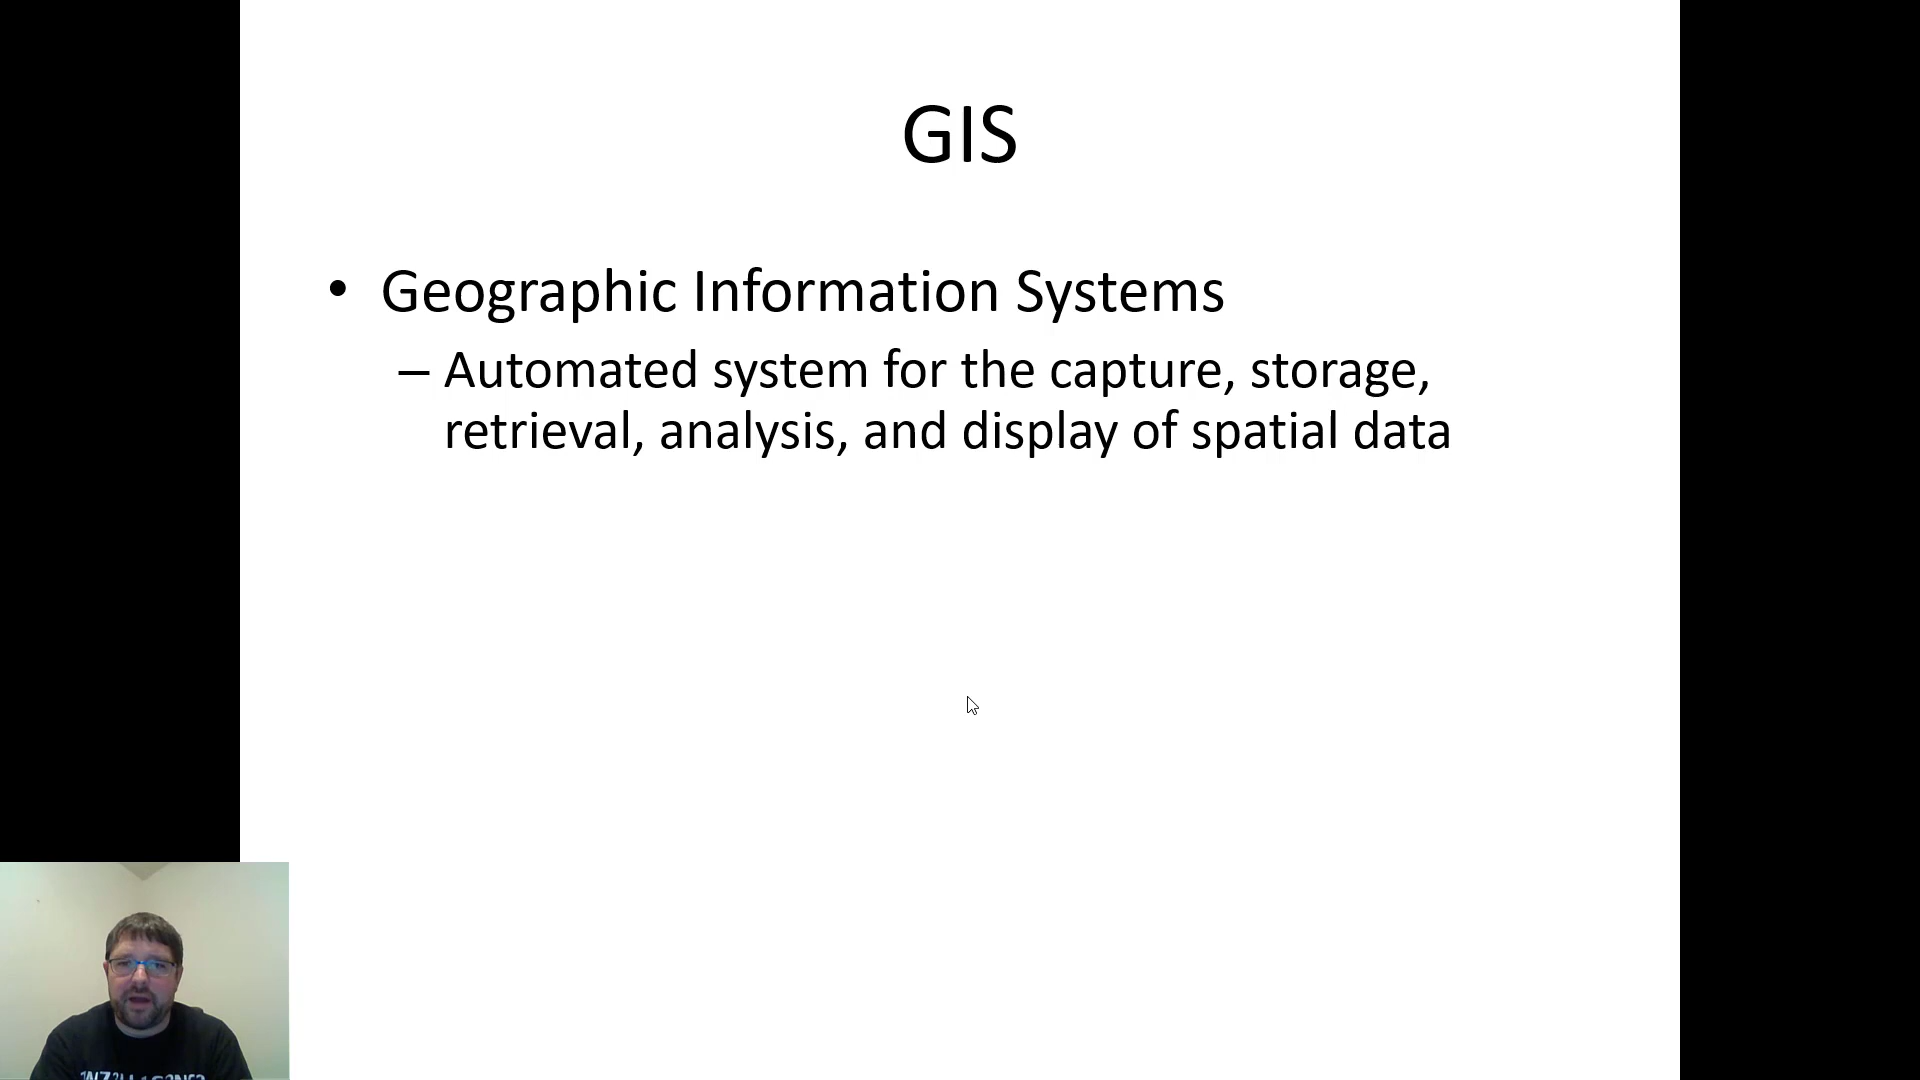 GIS
• Geographic Information Systems
– Automated system for the capture, storage,
retrieval, analysis, and display of spatial data